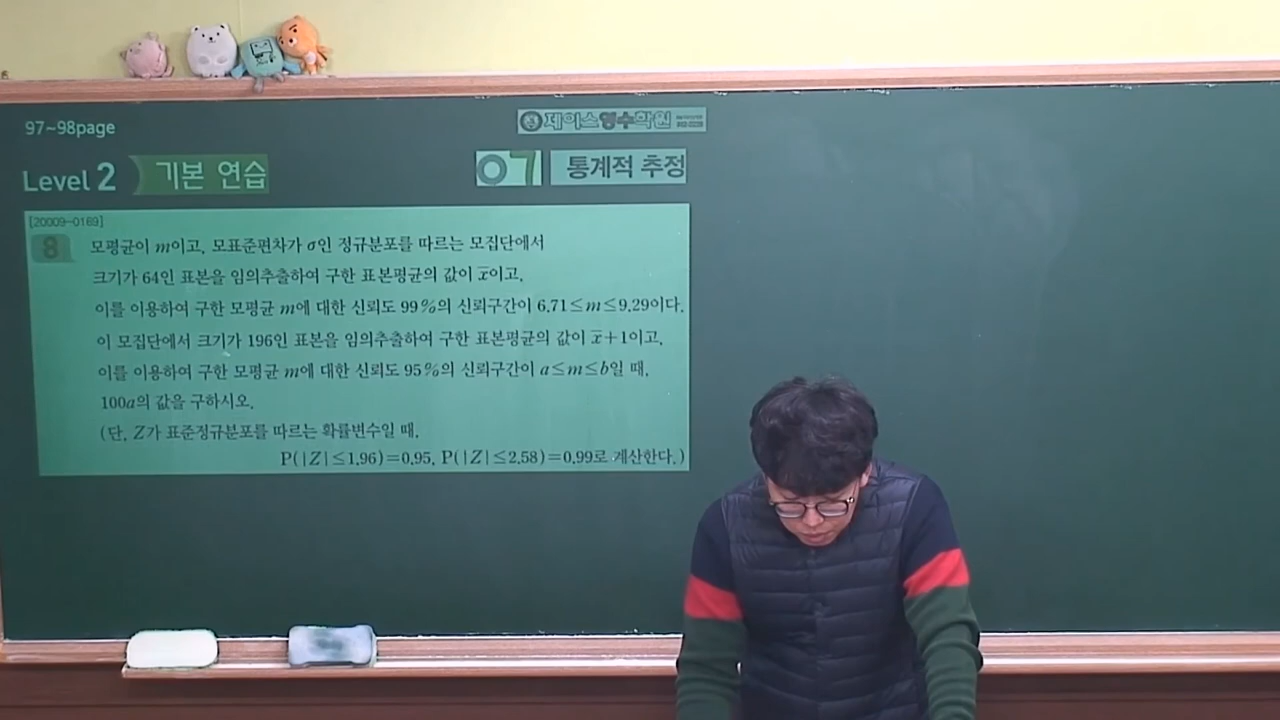 97~98page
제이스영수학원
Level 2 기본 연습
07 통계적 추정
[20009-0169]
8 모평균이 m이고, 모표준편차가 σ인 정규분포를 따르는 모집단에서
크기가 64인 표본을 임의추출하여 구한 표본평균의 값이 x̄이고,
이를 이용하여 구한 모평균 m에 대한 신뢰도 99%의 신뢰구간이 6.71≤m≤9.29이다.
이 모집단에서 크기가 196인 표본을 임의추출하여 구한 표본평균의 값이 x̄+1이고,
이를 이용하여 구한 모평균 m에 대한 신뢰도 95%의 신뢰구간이 a≤m≤b일 때,
100a의 값을 구하시오.
(단, Z가 표준정규분포를 따르는 확률변수일 때,
P(|Z|≤1.96)=0.95, P(|Z|≤2.58)=0.99로 계산한다.)